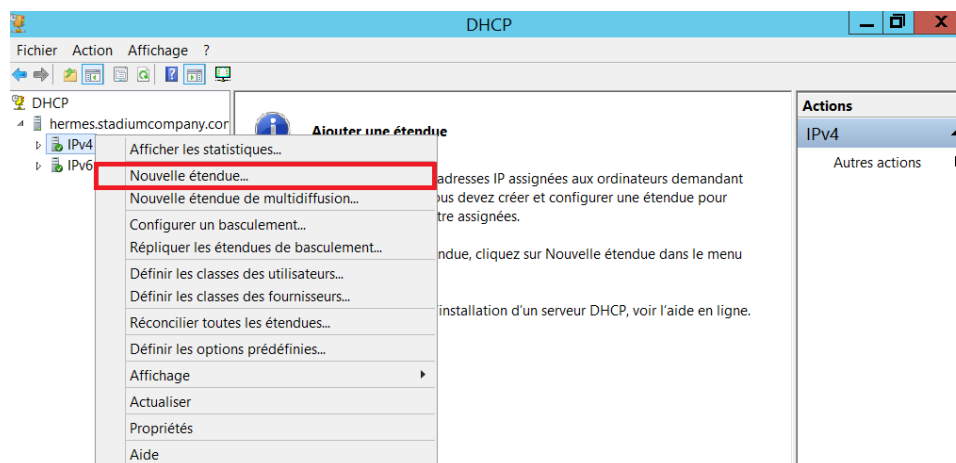 DHCP
Fichier Action Affichage ?
DHCP
hermes.stadiumcompany.cor
IPv4
IPv6
Afficher les statistiques...
Nouvelle étendue...
Nouvelle étendue de multidiffusion...
Configurer un basculement...
Répliquer les étendues de basculement...
Définir les classes des utilisateurs...
Définir les classes des fournisseurs...
Réconcilier toutes les étendues...
Définir les options prédéfinies...
Affichage
Actualiser
Propriétés
Aide
Ajouter une étendue
adresses IP assignées aux ordinateurs demandant
ous devez créer et configurer une étendue pour
tre assignées.
ndue, cliquez sur Nouvelle étendue dans le menu
'installation d'un serveur DHCP, voir l'aide en ligne.
Actions
IPv4
Autres actions